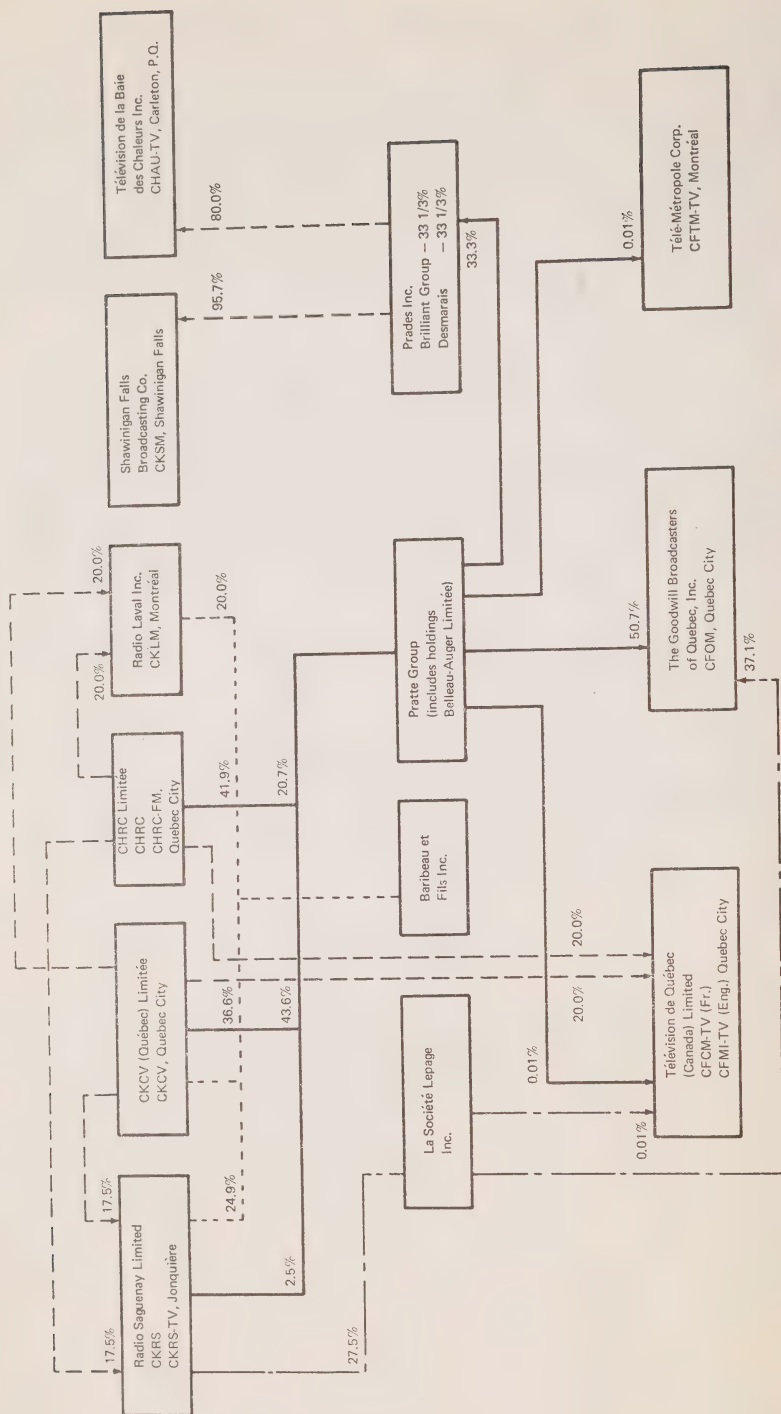 Radio Saguenay Limited
CKRS
CKRS-TV, Jonquière
17.5%
17.5%
CKCV (Québec) Limitée
CKCV, Quebec City
CHRC Limitée
CHRC
CHRC-FM,
Quebec City
Radio Laval Inc.
CKLM, Montréal
20.0%
20.0%
Shawinigan Falls
Broadcasting Co.
CKSM, Shawinigan Falls
Télévision de la Baie
des Chaleurs Inc.
CHAU-TV, Carleton, P.Q.
27.5%
2.5%
24.9%
36.6%
43.6%
41.9%
20.7%
20.0%
95.7%
80.0%
La Société Lepage
Inc.
Baribeau et
Fils Inc.
Pratte Group
(includes holdings
Belleau-Auger Limitée)
Prades Inc.
Brilliant Group – 33 1/3%
Desmarais – 33 1/3%
33.3%
0.01%
0.01%
20.0%
20.0%
50.7%
37.1%
0.01%
Télévision de Québec
(Canada) Limited
CFCM-TV (Fr.)
CFMI-TV (Eng.) Quebec City
The Goodwill Broadcasters
of Quebec, Inc.
CFOM, Quebec City
Télé-Métropole Corp.
CFTM-TV, Montréal